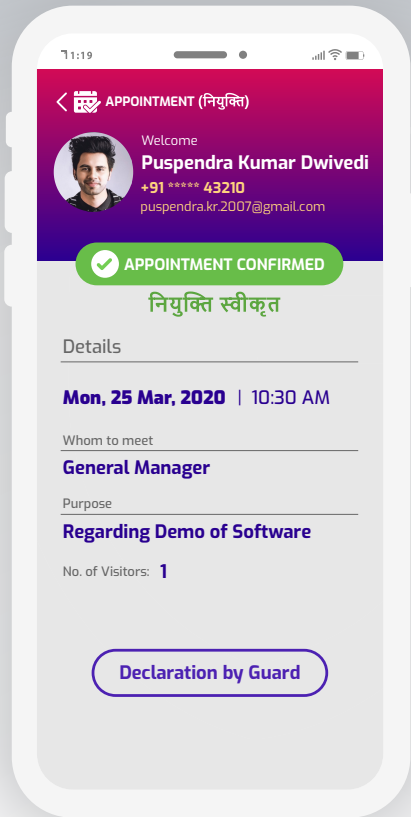 11:19
APPOINTMENT (नियुक्ति)
Welcome
Puspendra Kumar Dwivedi
+91 ***** 43210
puspendra.kr.2007@gmail.com
APPOINTMENT CONFIRMED
नियुक्ति स्वीकृत
Details
Mon, 25 Mar, 2020 | 10:30 AM
Whom to meet
General Manager
Purpose
Regarding Demo of Software
No. of Visitors: 1
Declaration by Guard